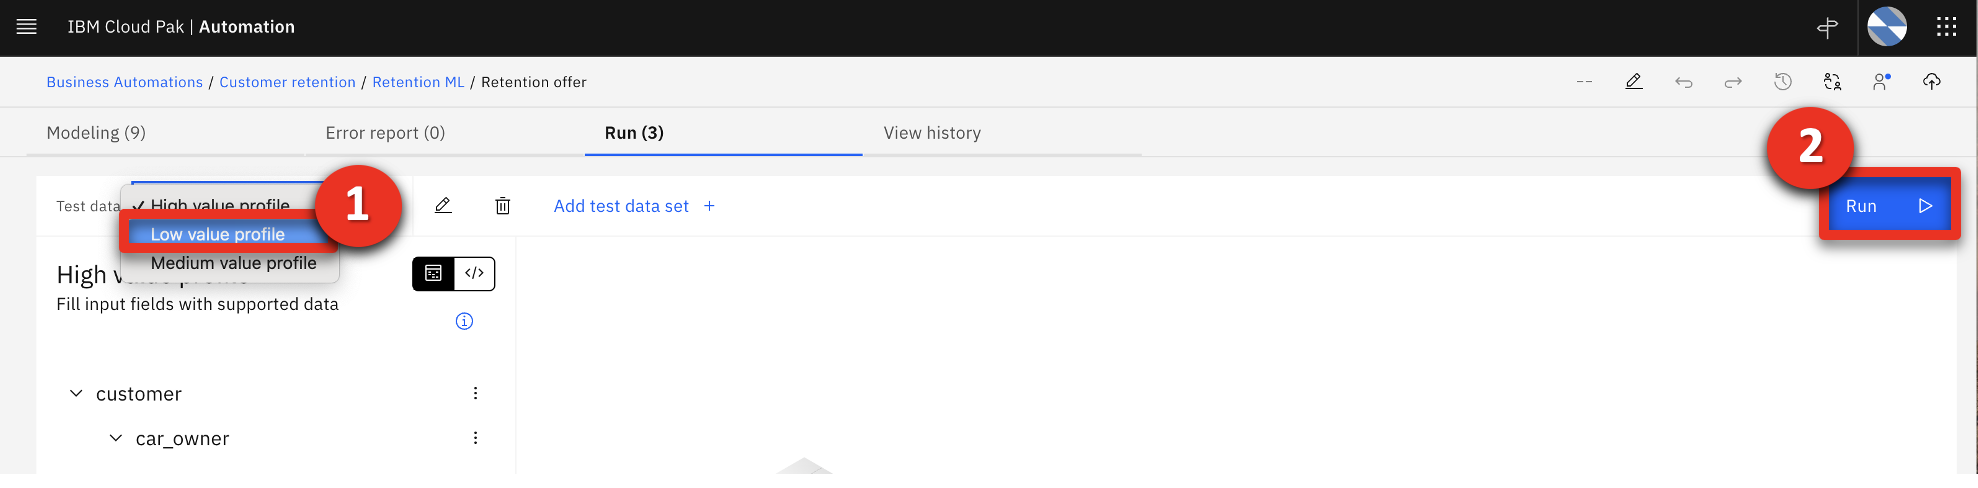 IBM Cloud Pak | Automation
Business Automations / Customer retention / Retention ML / Retention offer
--
Modeling (9)
Error report (0)
Run (3)
View history
2
Test data
✓ High value profile
1
Add test data set +
Run
Low value profile
Medium value profile
High value profile
</>
Fill input fields with supported data
customer
car_owner